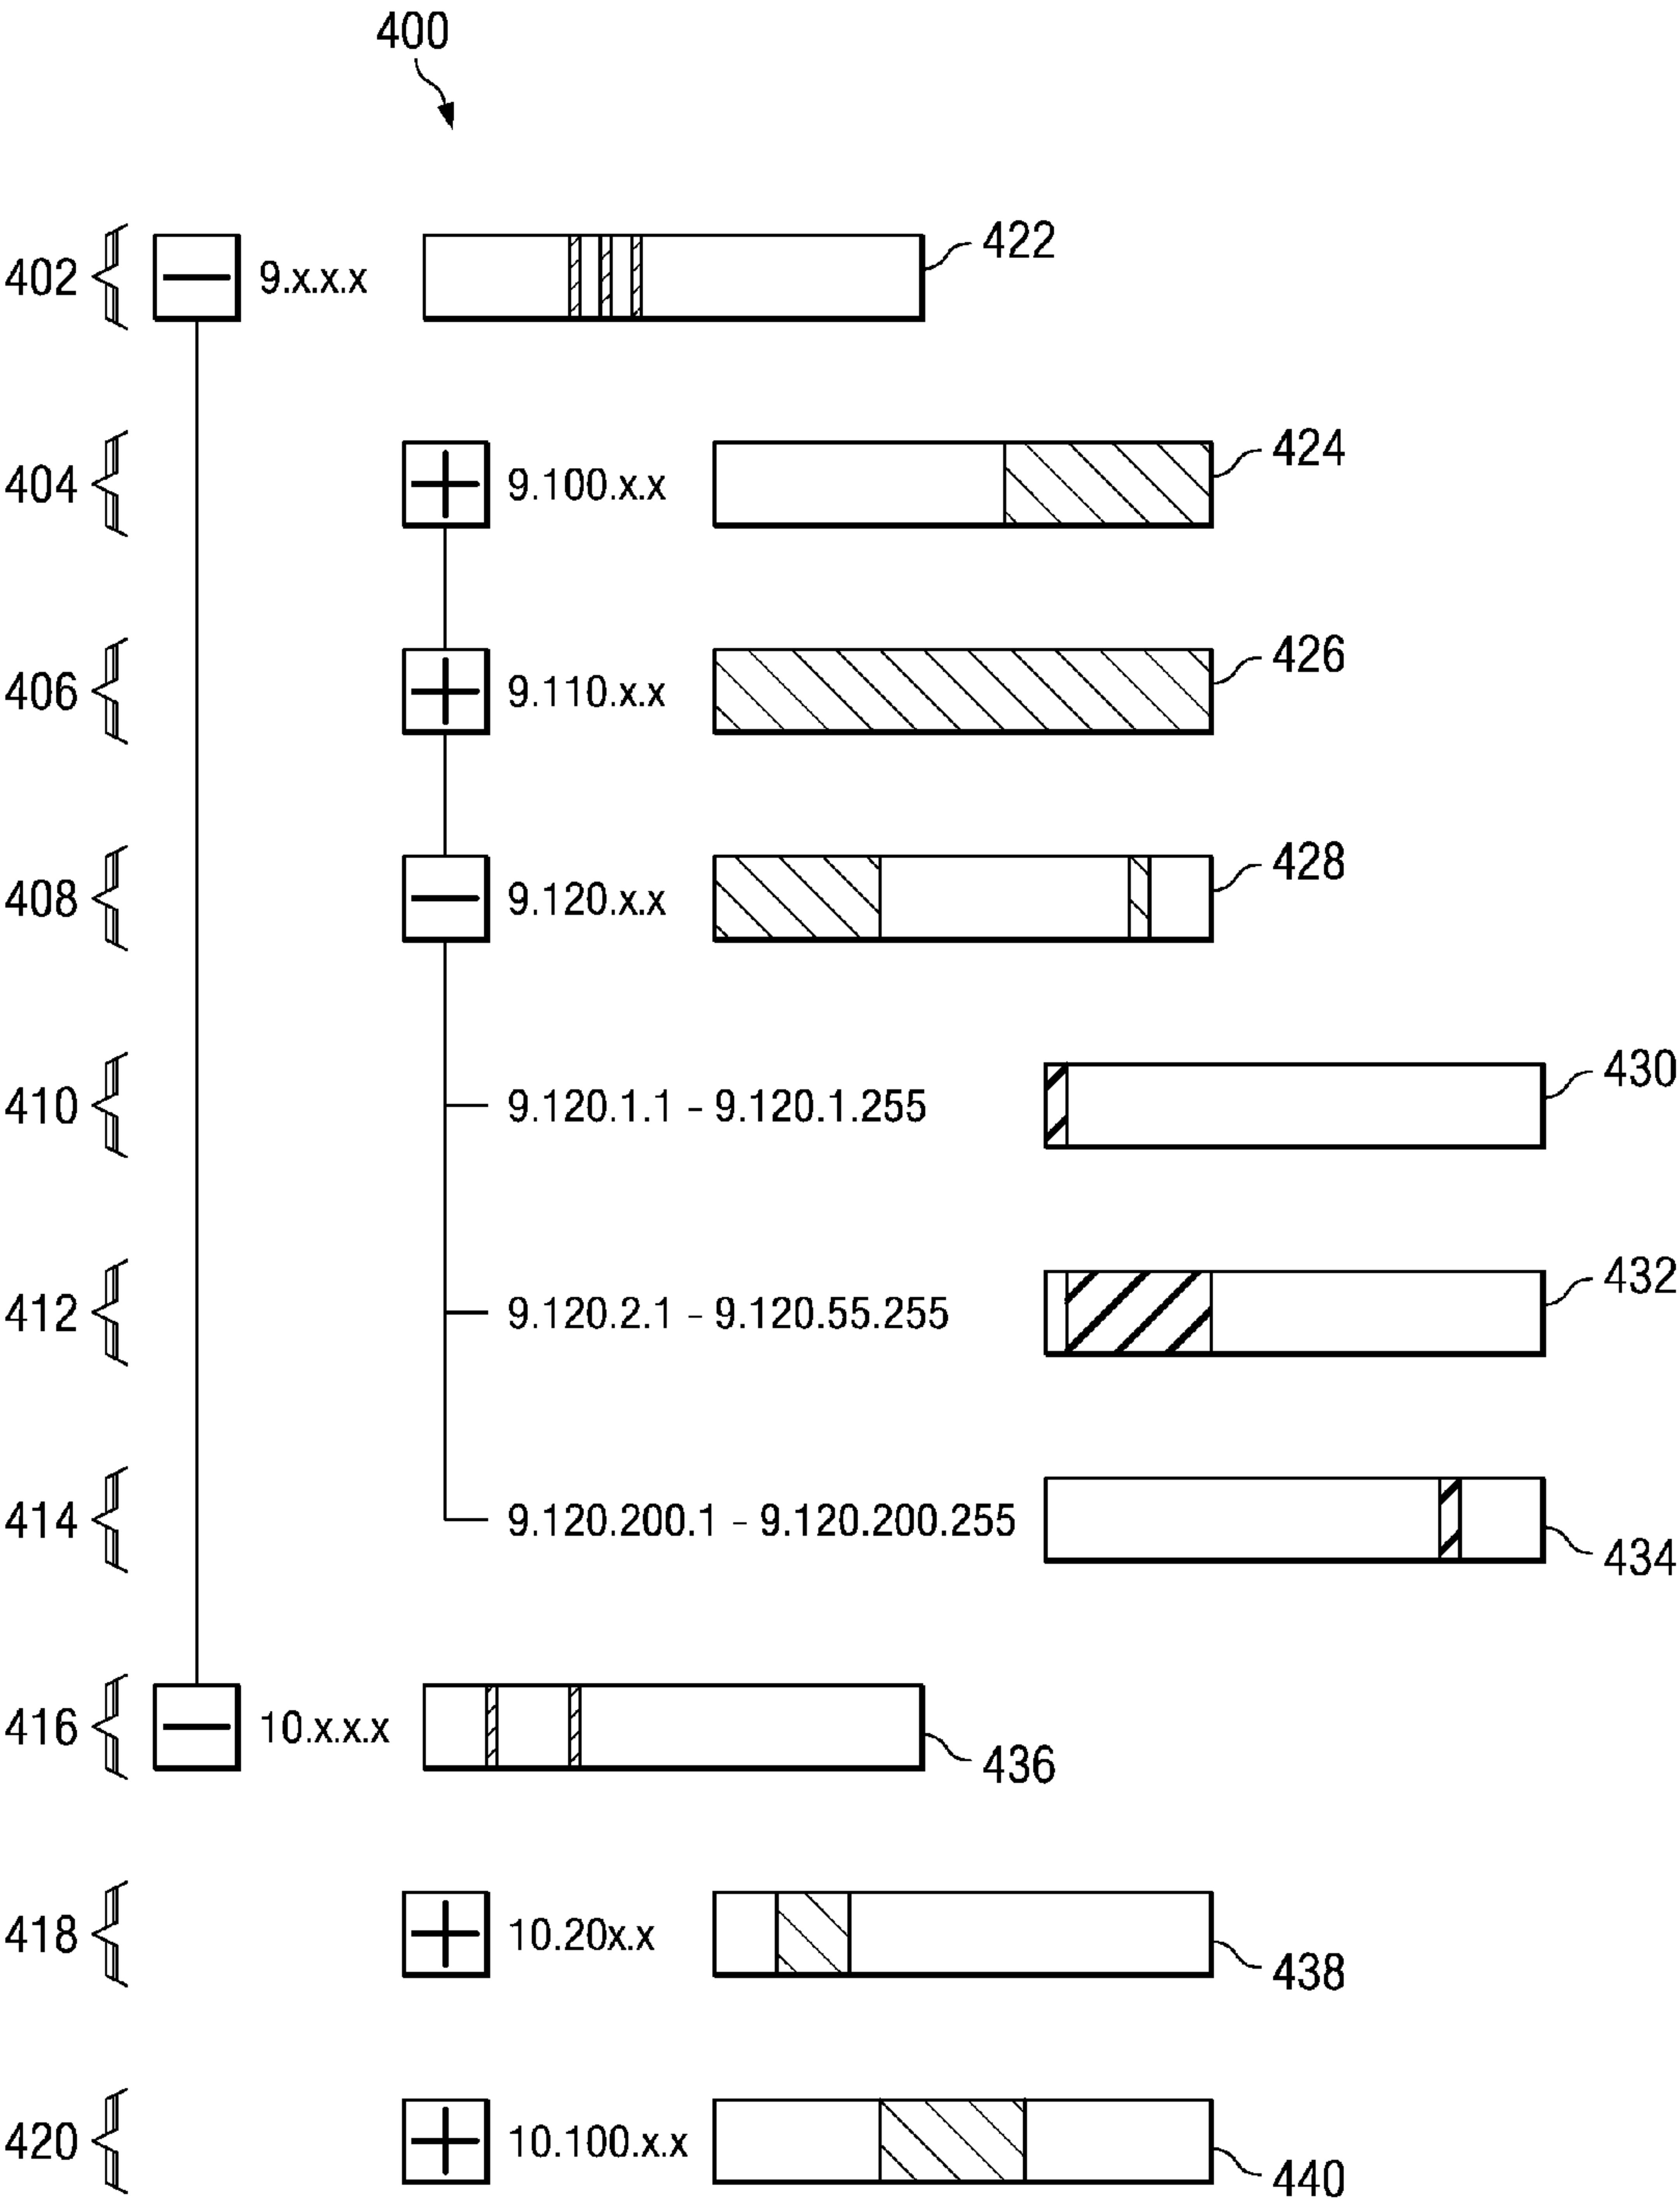 400
402 9.x.x.x 422
404 9.100.x.x 424
406 9.110.x.x 426
408 9.120.x.x 428
410 9.120.1.1 - 9.120.1.255 430
412 9.120.2.1 - 9.120.55.255 432
414 9.120.200.1 - 9.120.200.255 434
416 10.x.x.x 436
418 10.20x.x 438
420 10.100.x.x 440